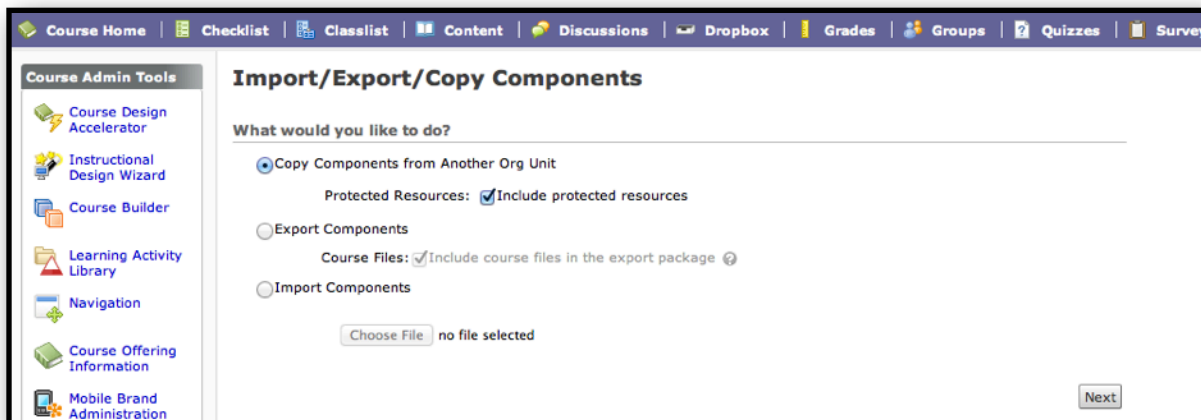 Course Home | Checklist | Classlist | Content | Discussions | Dropbox | Grades | Groups | Quizzes | Survey
Course Admin Tools
Course Design
Accelerator
Instructional
Design Wizard
Course Builder
Learning Activity
Library
Navigation
Course Offering
Information
Mobile Brand
Administration
Import/Export/Copy Components
What would you like to do?
Copy Components from Another Org Unit
Protected Resources: Include protected resources
Export Components
Course Files: Include course files in the export package ?
Import Components
Choose File no file selected
Next